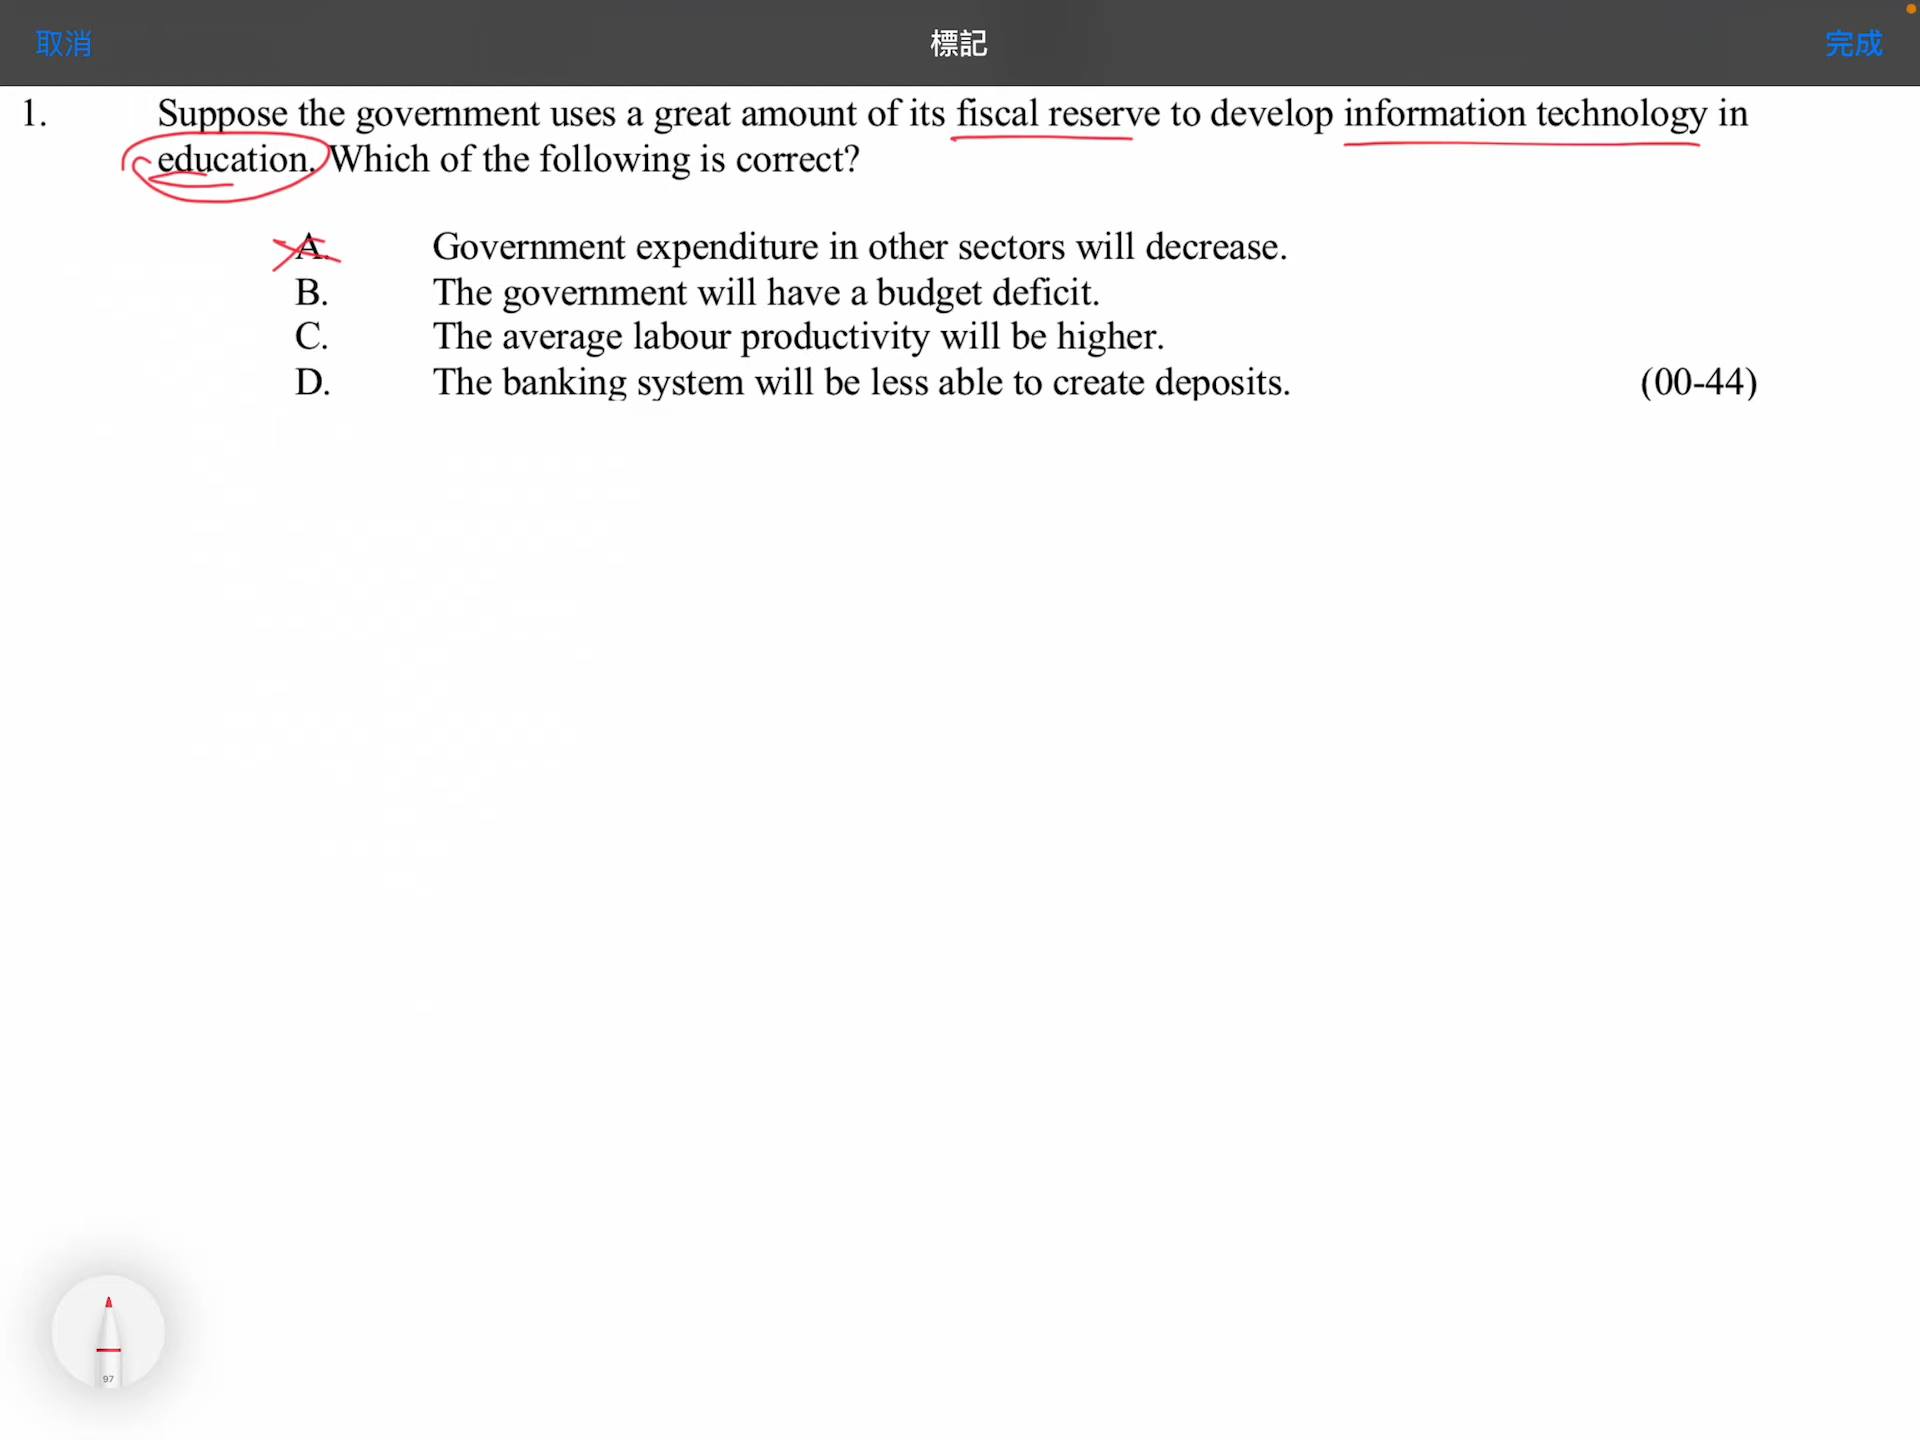 取消 標記 完成
1. Suppose the government uses a great amount of its fiscal reserve to develop information technology in
education. Which of the following is correct?
A. Government expenditure in other sectors will decrease.
B. The government will have a budget deficit.
C. The average labour productivity will be higher.
D. The banking system will be less able to create deposits. (00-44)
97